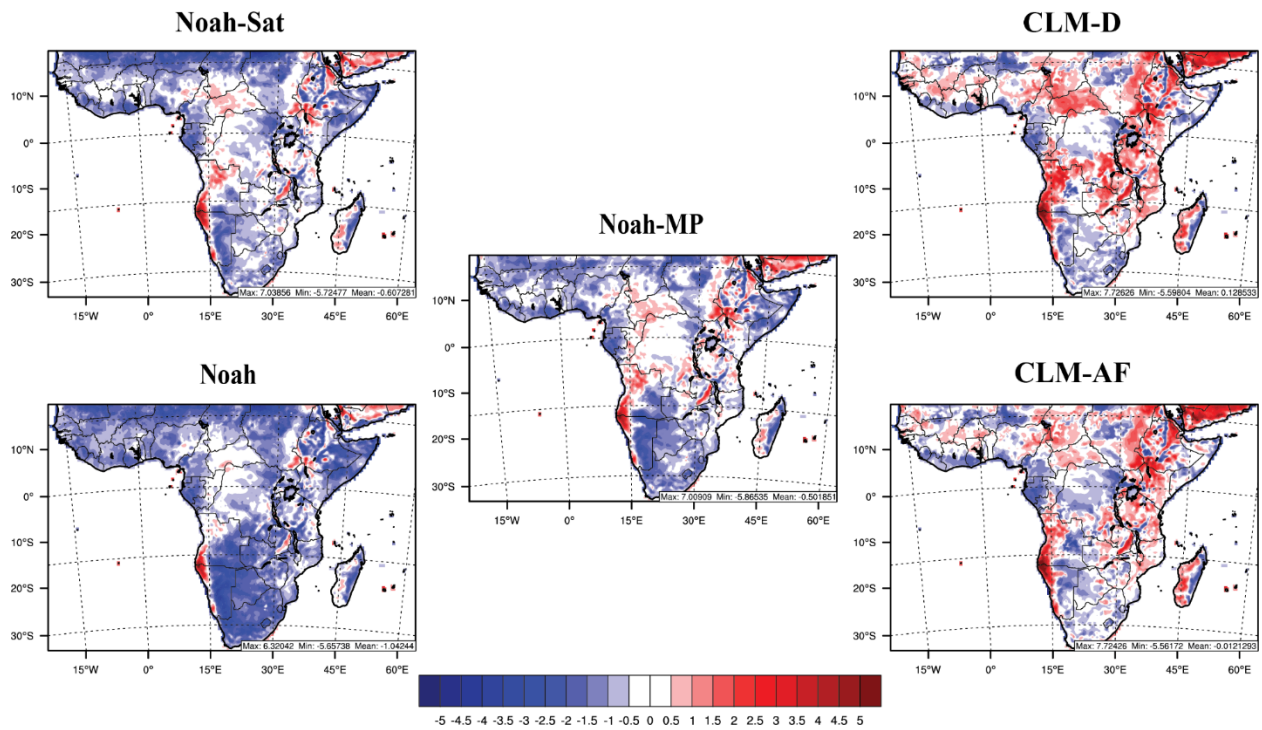 Noah-Sat
10°N
0°
10°S
20°S
30°S
Max: 7.03856 Min: -5.72477 Mean: -0.607281
15°W 0° 15°E 30°E 45°E 60°E
CLM-D
10°N
0°
10°S
20°S
30°S
Max: 7.72626 Min: -5.59804 Mean: 0.128533
15°W 0° 15°E 30°E 45°E 60°E
Noah-MP
10°N
0°
10°S
20°S
30°S
Max: 7.00909 Min: -5.86535 Mean: -0.501851
15°W 0° 15°E 30°E 45°E 60°E
Noah
10°N
0°
10°S
20°S
30°S
Max: 6.32042 Min: -5.65738 Mean: -1.04244
15°W 0° 15°E 30°E 45°E 60°E
CLM-AF
10°N
0°
10°S
20°S
30°S
Max: 7.72426 Min: -5.56172 Mean: -0.0121293
15°W 0° 15°E 30°E 45°E 60°E
-5 -4.5 -4 -3.5 -3 -2.5 -2 -1.5 -1 -0.5 0 0.5 1 1.5 2 2.5 3 3.5 4 4.5 5